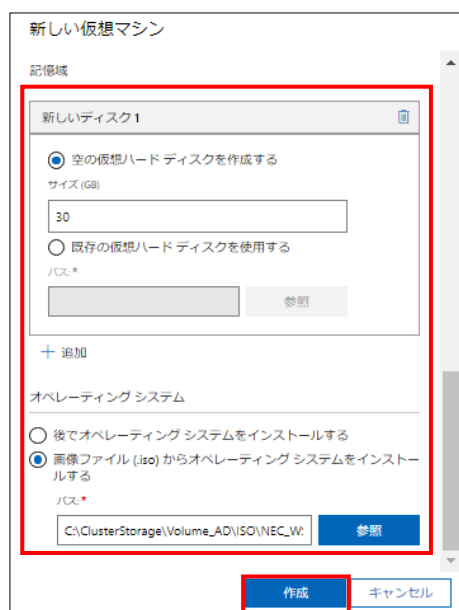 新しい仮想マシン
記憶域
新しいディスク 1
空の仮想ハード ディスクを作成する
サイズ (GB)
30
既存の仮想ハード ディスクを使用する
パス:*
参照
＋ 追加
オペレーティング システム
後でオペレーティング システムをインストールする
画像ファイル (.iso) からオペレーティング システムをインストー
ルする
パス:*
C:\ClusterStorage\Volume_AD\ISO\NEC_W
参照
作成
キャンセル